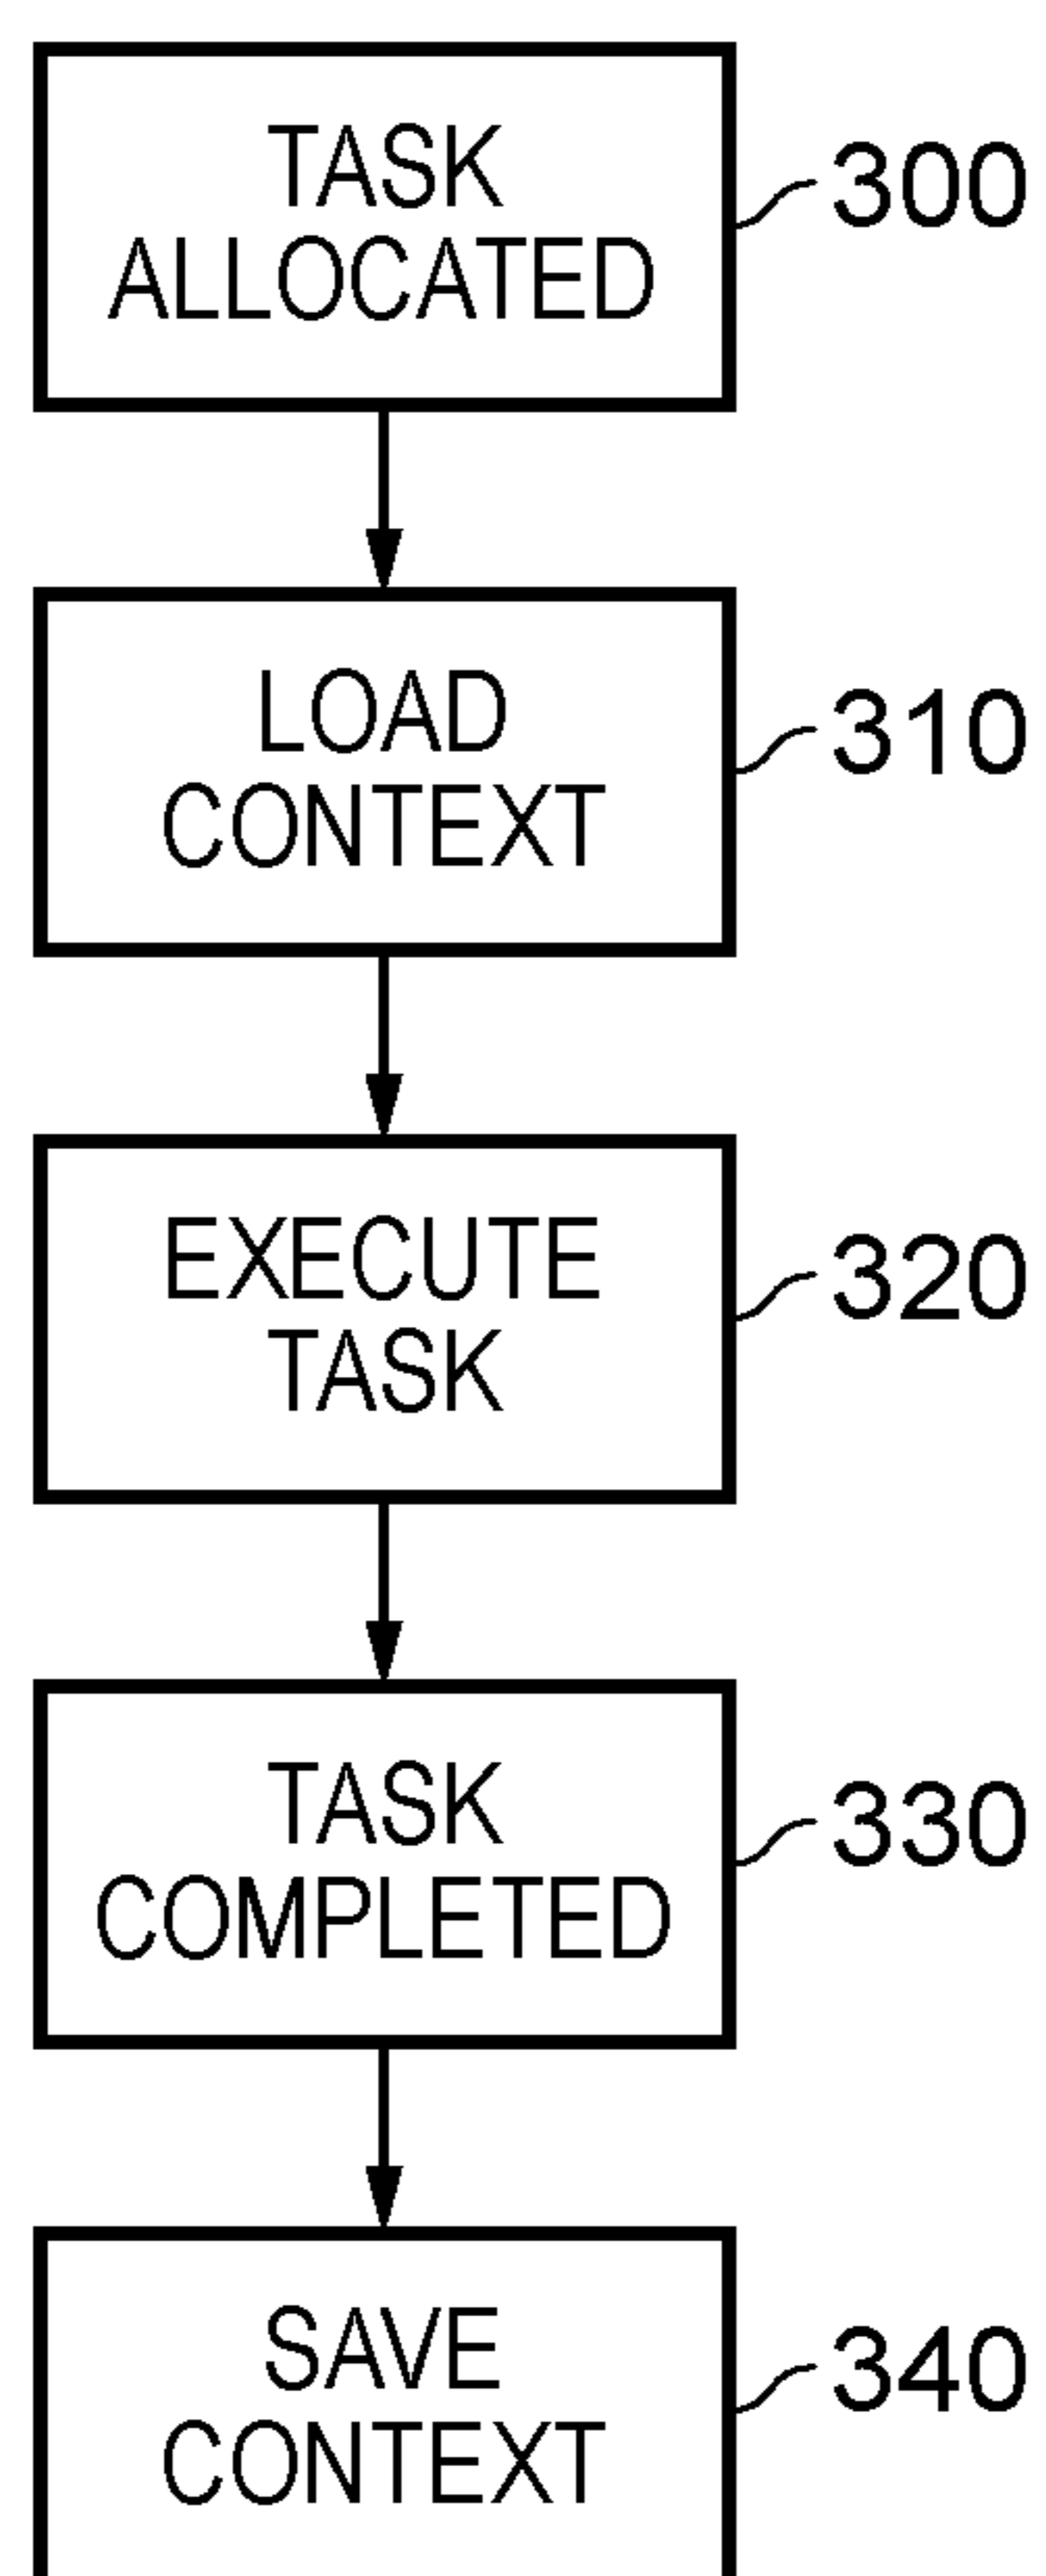 TASK
ALLOCATED
300
LOAD
CONTEXT
310
EXECUTE
TASK
320
TASK
COMPLETED
330
SAVE
CONTEXT
340